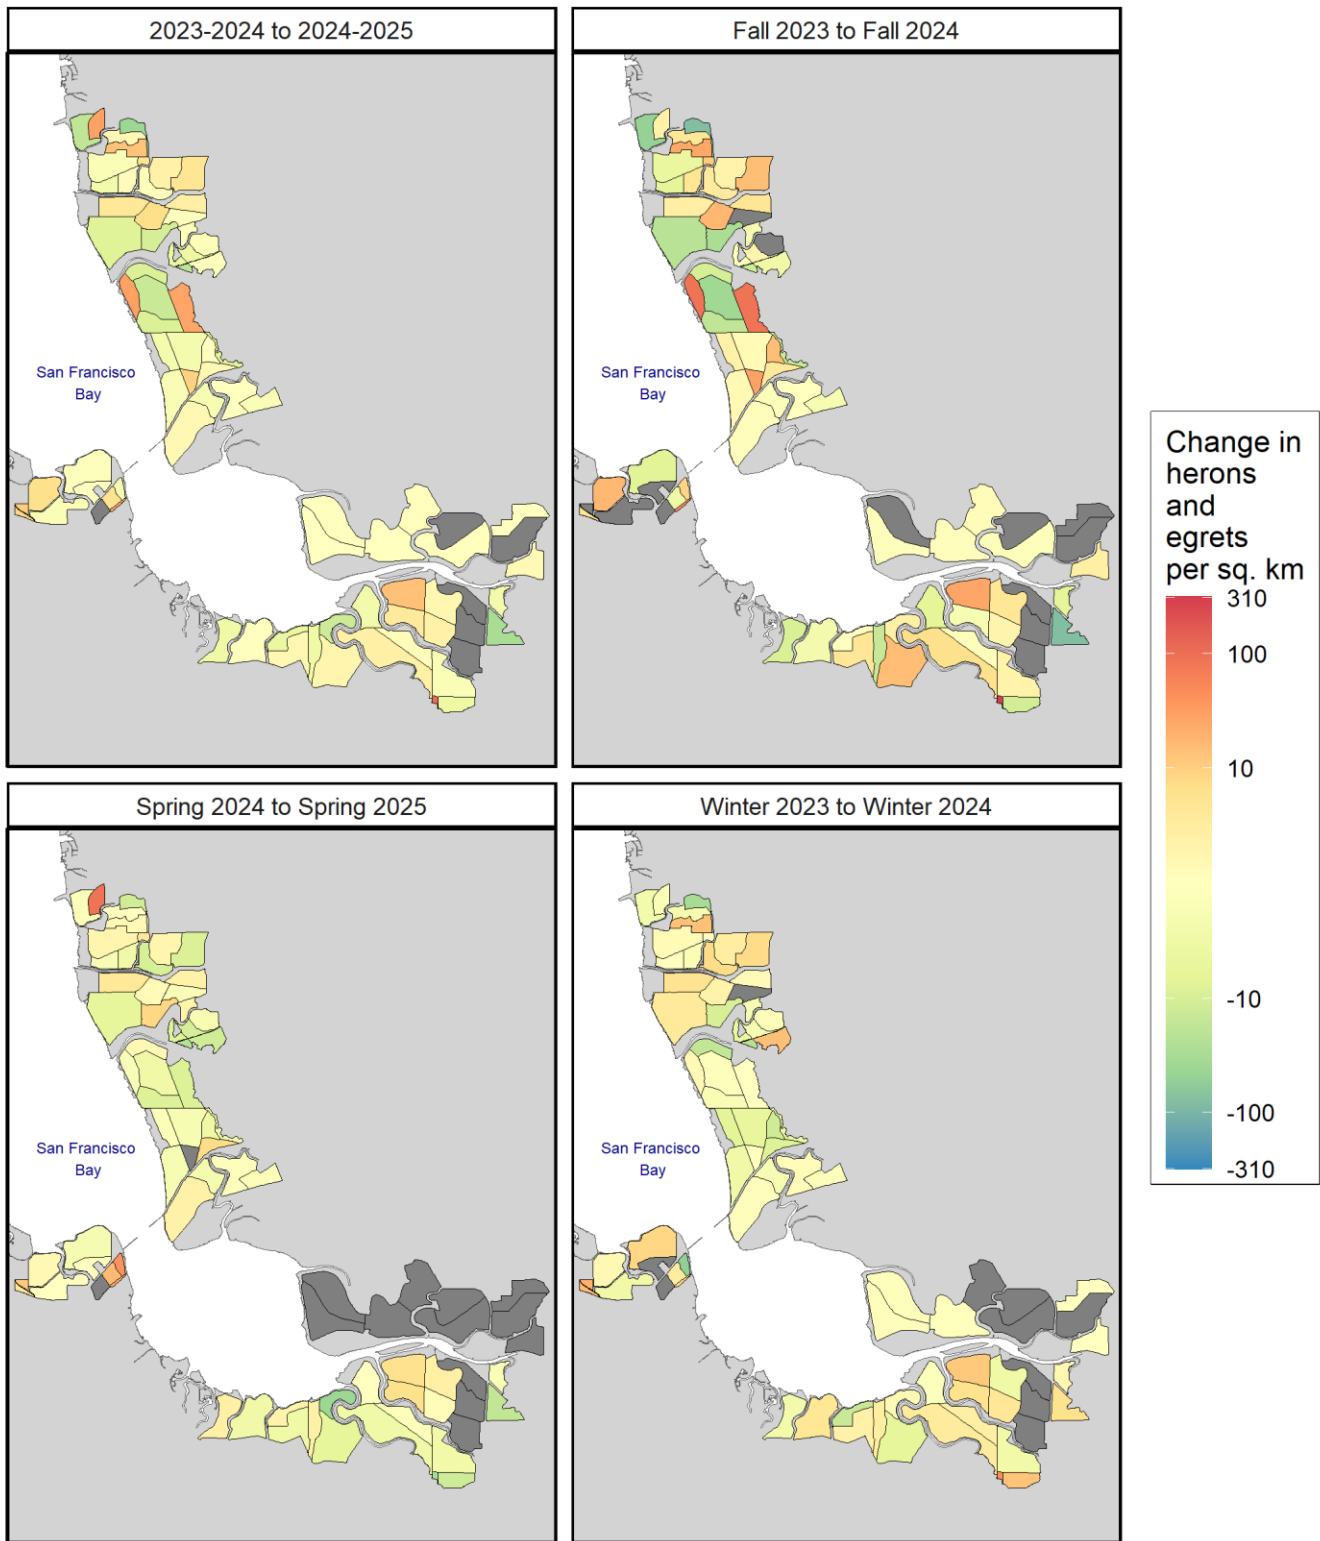 2023-2024 to 2024-2025
Fall 2023 to Fall 2024
San Francisco
Bay
San Francisco
Bay
Spring 2024 to Spring 2025
Winter 2023 to Winter 2024
San Francisco
Bay
San Francisco
Bay
Change in
herons
and
egrets
per sq. km
310
100
10
-10
-100
-310